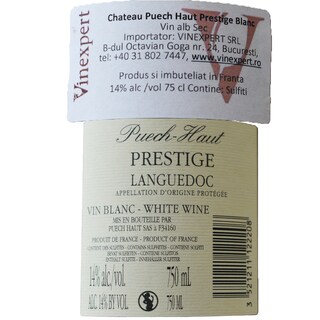 Vinexpert
Chateau Puech Haut Prestige Blanc
Vin alb Sec
Importator: VINEXPERT SRL
B-dul Octavian Goga nr. 24, Bucuresti,
tel: +40 31 802 7447, www.vinexpert.ro
Produs si imbuteliat in Franta
14% alc /vol 75 cl Contine: Sulfiti
Puech-Haut
PRESTIGE
LANGUEDOC
APPELLATION D'ORIGINE PROTÉGÉE
VIN BLANC - WHITE WINE
MIS EN BOUTEILLE PAR
PUECH HAUT SAS à F34160
PRODUIT DE FRANCE - PRODUCT OF FRANCE
14% alc./vol. 750 ml
ALC. 14% BY VOL 750 ML